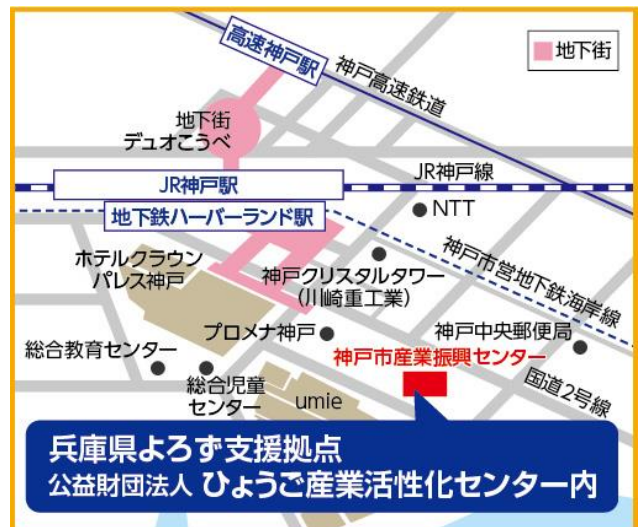 高速神戸駅
神戸高速鉄道
地下街
地下街
デュオこうべ
JR神戸駅
JR神戸線
地下鉄ハーバーランド駅
NTT
神戸市営地下鉄海岸線
ホテルクラウン
パレス神戸
神戸クリスタルタワー
(川崎重工業)
プロメナ神戸
神戸中央郵便局
総合教育センター
神戸市産業振興センター
総合児童
センター
umie
国道2号線
兵庫県よろず支援拠点
公益財団法人 ひょうご産業活性化センター内